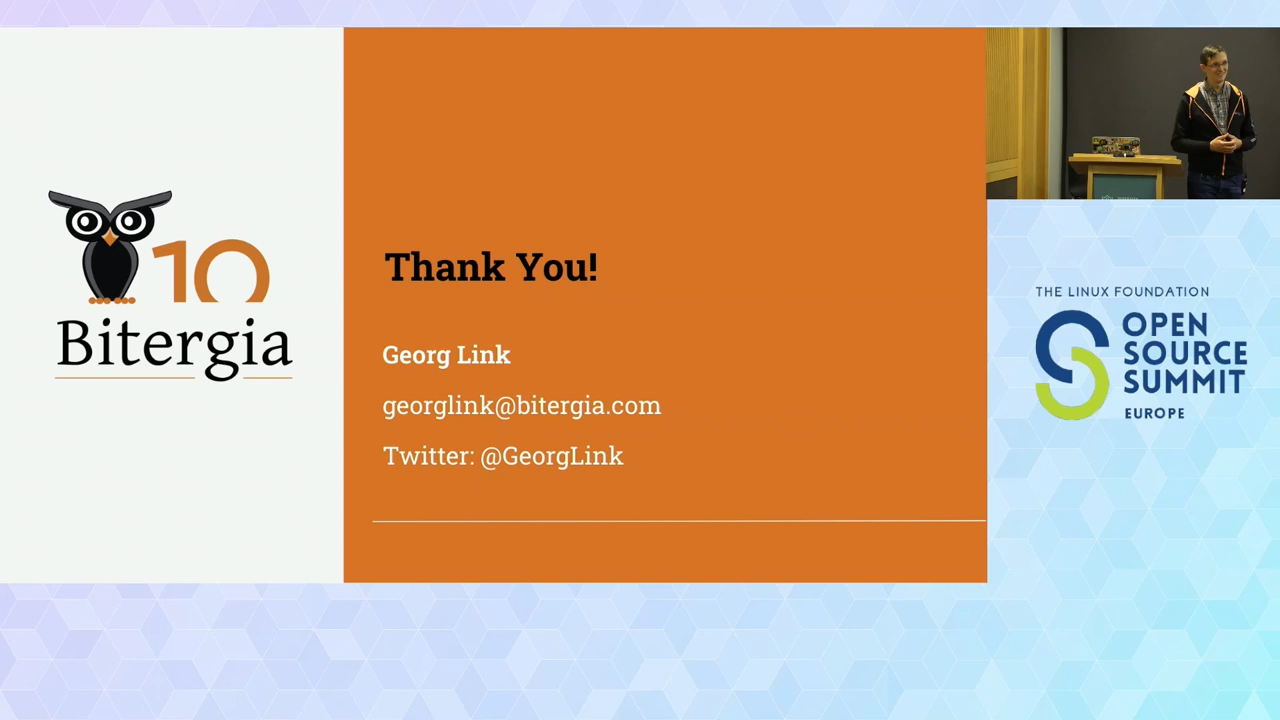 10
Bitergia
Thank You!
Georg Link
georglink@bitergia.com
Twitter: @GeorgLink
THE LINUX FOUNDATION
OPEN
SOURCE
SUMMIT
EUROPE